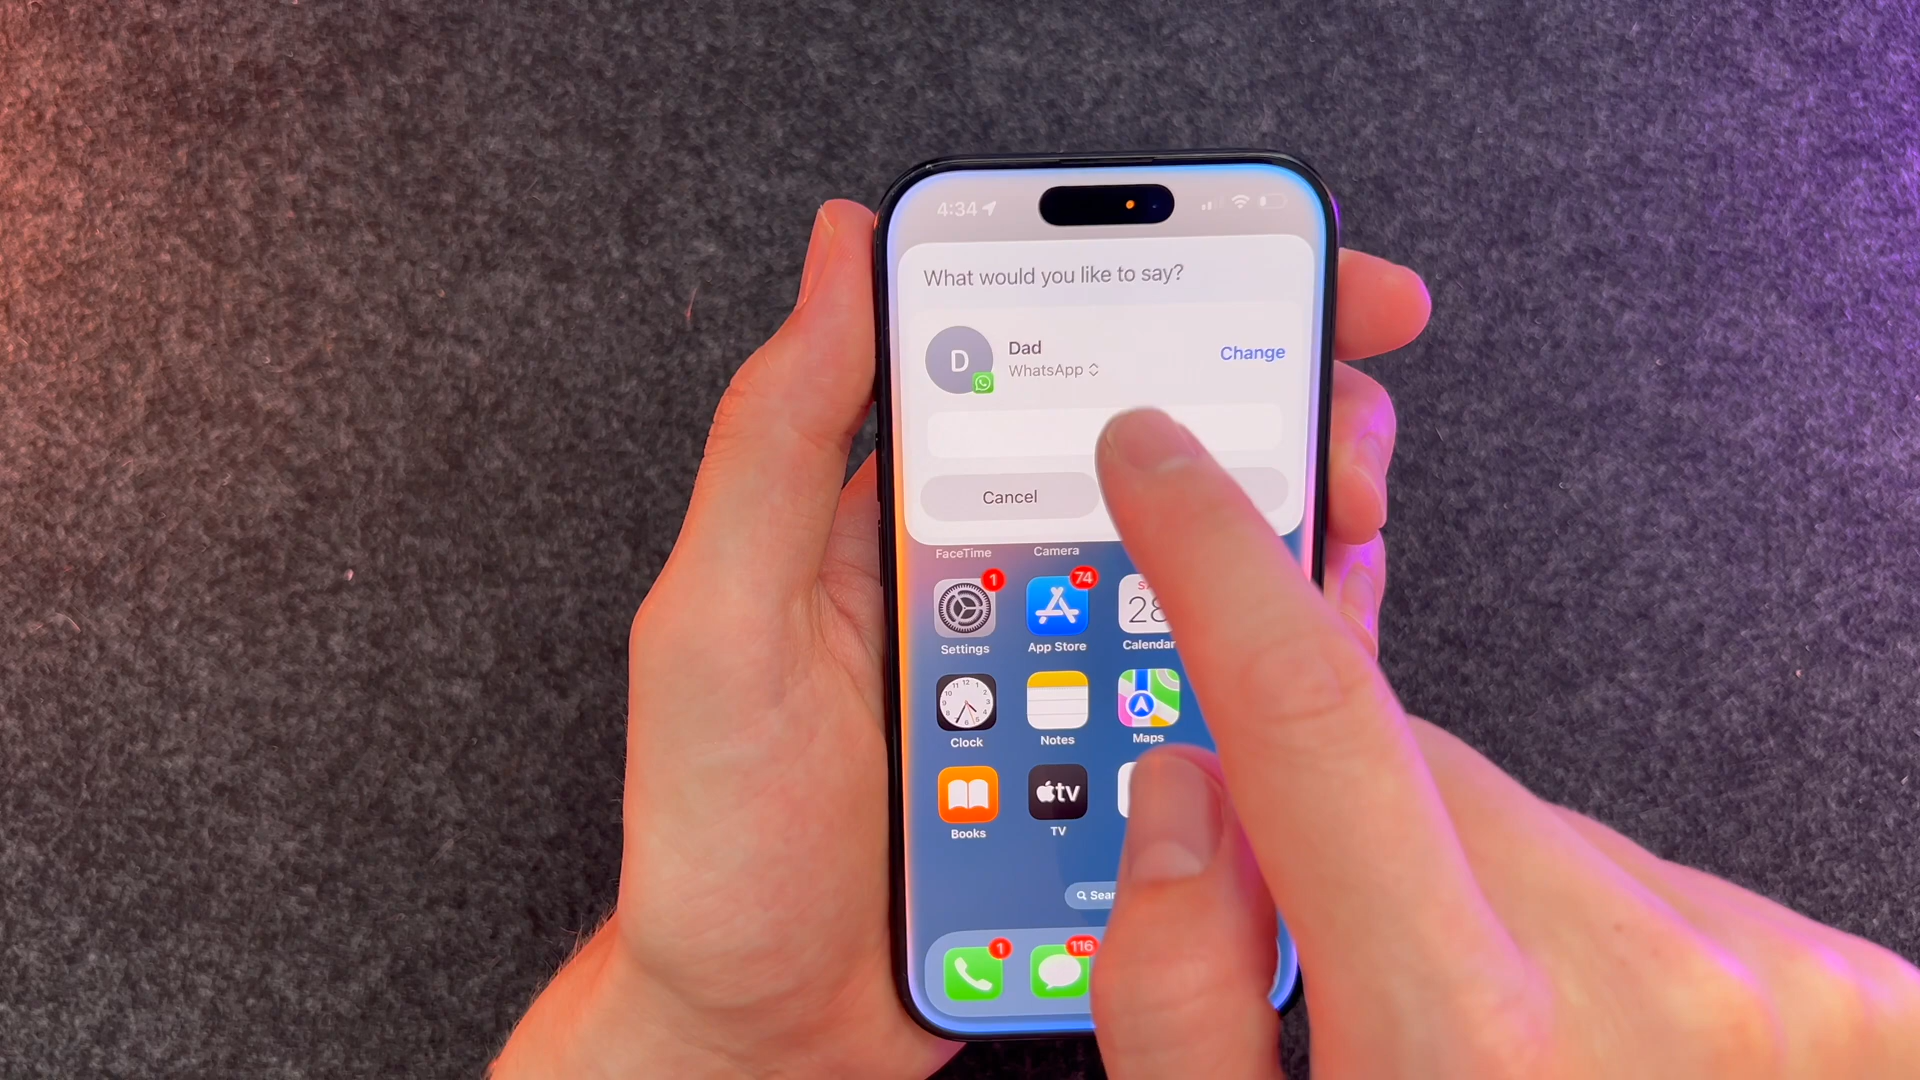 4:34
What would you like to say?
D
Dad
WhatsApp
Change
Cancel
FaceTime
Camera
1
74
28
Settings
App Store
Calendar
Clock
Notes
Maps
tv
Books
TV
Sear
1
116